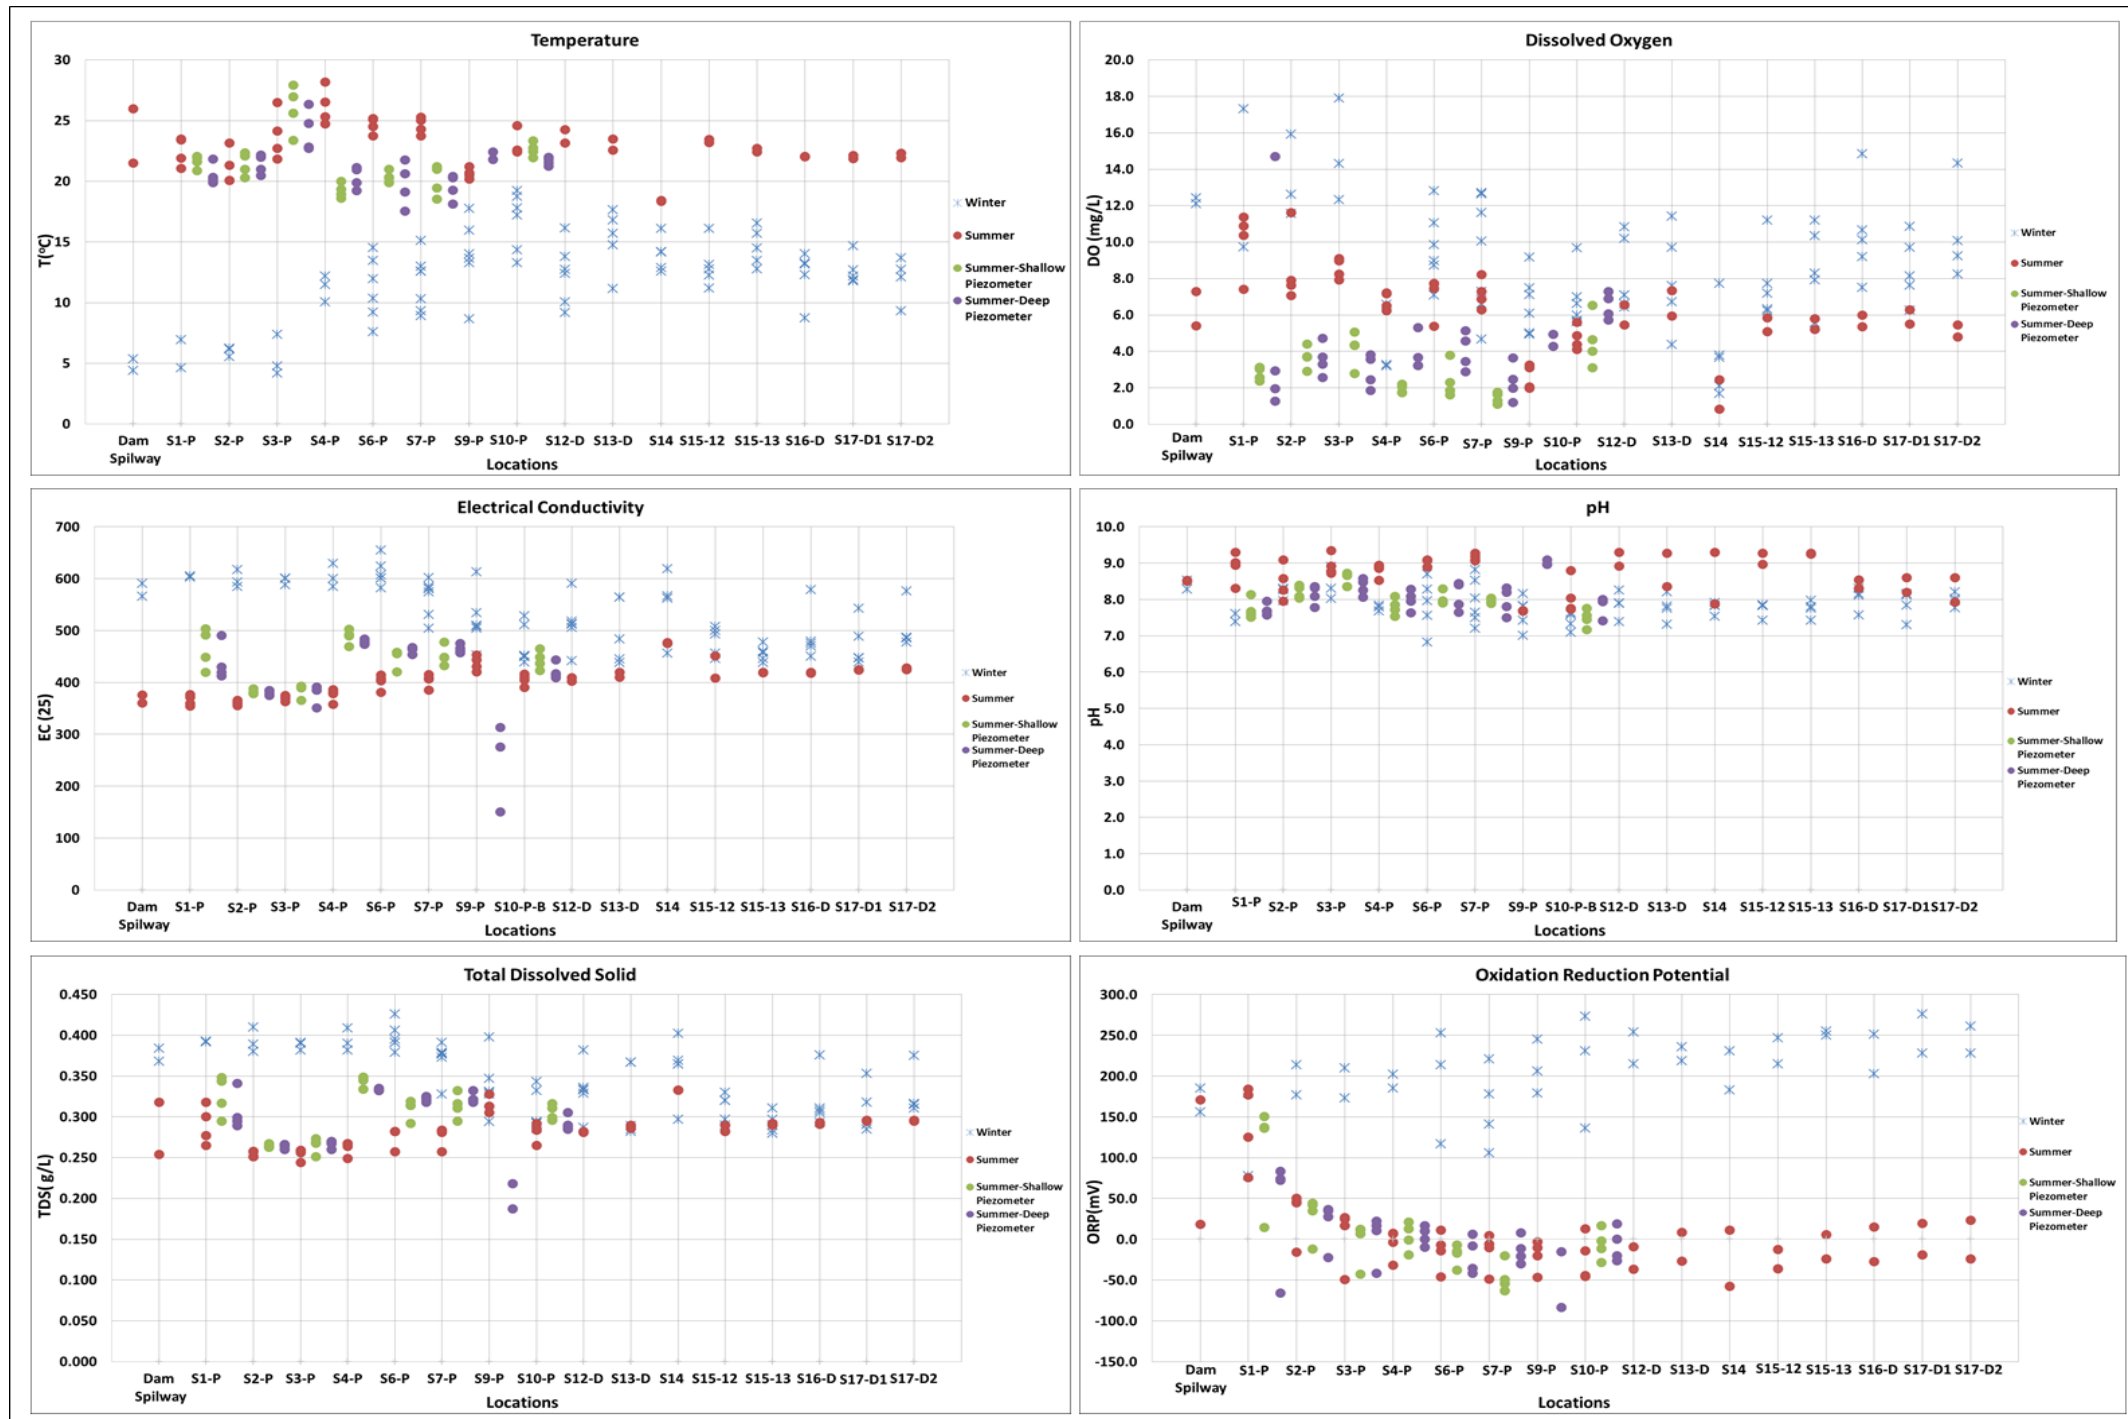 Temperature
30
25
20
15
10
5
0
T(°C)
Dam Spilway S1-P S2-P S3-P S4-P S6-P S7-P S9-P S10-P S12-D S13-D S14 S15-12 S15-13 S16-D S17-D1 S17-D2
Locations
Winter
Summer
Summer-Shallow
Piezometer
Summer-Deep
Piezometer
Dissolved Oxygen
20.0
18.0
16.0
14.0
12.0
10.0
8.0
6.0
4.0
2.0
0.0
DO (mg/L)
Dam Spilway S1-P S2-P S3-P S4-P S6-P S7-P S9-P S10-P S12-D S13-D S14 S15-12 S15-13 S16-D S17-D1 S17-D2
Locations
Winter
Summer
Summer-Shallow
Piezometer
Summer-Deep
Piezometer
Electrical Conductivity
700
600
500
400
300
200
100
0
EC (25)
Dam Spilway S1-P S2-P S3-P S4-P S6-P S7-P S9-P S10-P-B S12-D S13-D S14 S15-12 S15-13 S16-D S17-D1 S17-D2
Locations
Winter
Summer
Summer-Shallow
Piezometer
Summer-Deep
Piezometer
pH
10.0
9.0
8.0
7.0
6.0
5.0
4.0
3.0
2.0
1.0
0.0
pH
Dam Spilway S1-P S2-P S3-P S4-P S6-P S7-P S9-P S10-P-B S12-D S13-D S14 S15-12 S15-13 S16-D S17-D1 S17-D2
Locations
Winter
Summer
Summer-Shallow
Piezometer
Summer-Deep
Piezometer
Total Dissolved Solid
0.450
0.400
0.350
0.300
0.250
0.200
0.150
0.100
0.050
0.000
TDS( g/L)
Dam Spilway S1-P S2-P S3-P S4-P S6-P S7-P S9-P S10-P S12-D S13-D S14 S15-12 S15-13 S16-D S17-D1 S17-D2
Locations
Winter
Summer
Summer-Shallow
Piezometer
Summer-Deep
Piezometer
Oxidation Reduction Potential
300.0
250.0
200.0
150.0
100.0
50.0
0.0
-50.0
-100.0
-150.0
ORP(mV)
Dam Spilway S1-P S2-P S3-P S4-P S6-P S7-P S9-P S10-P S12-D S13-D S14 S15-12 S15-13 S16-D S17-D1 S17-D2
Locations
Winter
Summer
Summer-Shallow
Piezometer
Summer-Deep
Piezometer